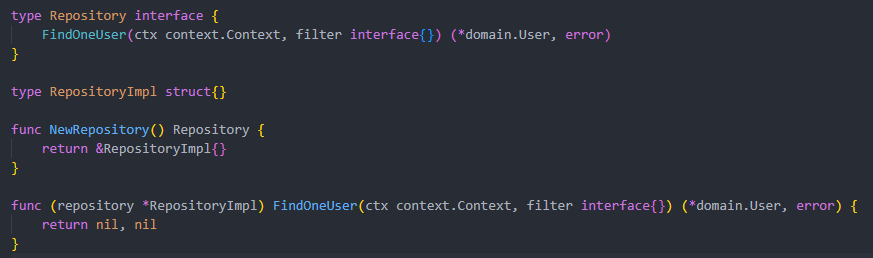 type Repository interface {
    FindOneUser(ctx context.Context, filter interface{}) (*domain.User, error)
}
type RepositoryImpl struct{}
func NewRepository() Repository {
    return &RepositoryImpl{}
}
func (repository *RepositoryImpl) FindOneUser(ctx context.Context, filter interface{}) (*domain.User, error) {
    return nil, nil
}